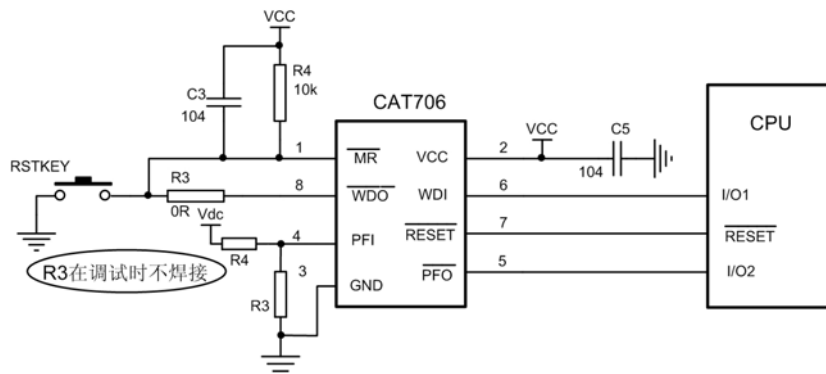 VCC
R4
10k
C3
104
CAT706
CPU
1
MR
VCC
2
VCC
C5
104
RSTKEY
R3
0R
8
WDO
WDI
6
I/O1
Vdc
R4
4
PFI
RESET
7
RESET
R3在调试时不焊接
3
GND
PFO
5
I/O2
R3